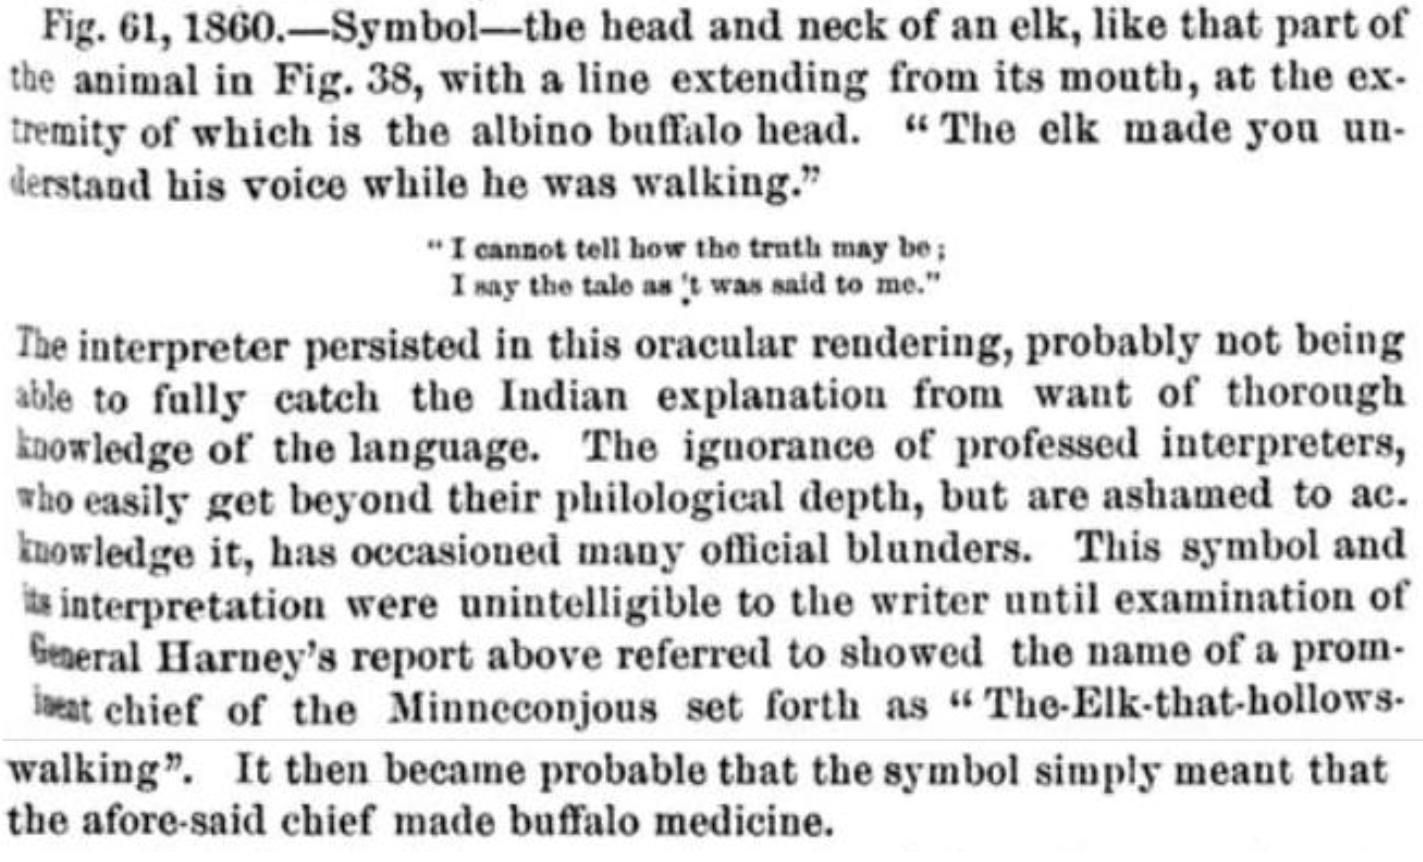 Fig. 61, 1860.—Symbol—the head and neck of an elk, like that part of
the animal in Fig. 38, with a line extending from its mouth, at the ex-
tremity of which is the albino buffalo head. “The elk made you un-
derstand his voice while he was walking.”
“I cannot tell how the truth may be;
I say the tale as 't was said to me.”
The interpreter persisted in this oracular rendering, probably not being
able to fully catch the Indian explanation from want of thorough
knowledge of the language. The ignorance of professed interpreters,
who easily get beyond their philological depth, but are ashamed to ac-
knowledge it, has occasioned many official blunders. This symbol and
its interpretation were unintelligible to the writer until examination of
General Harney's report above referred to showed the name of a prom-
inent chief of the Minneconjous set forth as “The-Elk-that-hollows-
walking”. It then became probable that the symbol simply meant that
the afore-said chief made buffalo medicine.